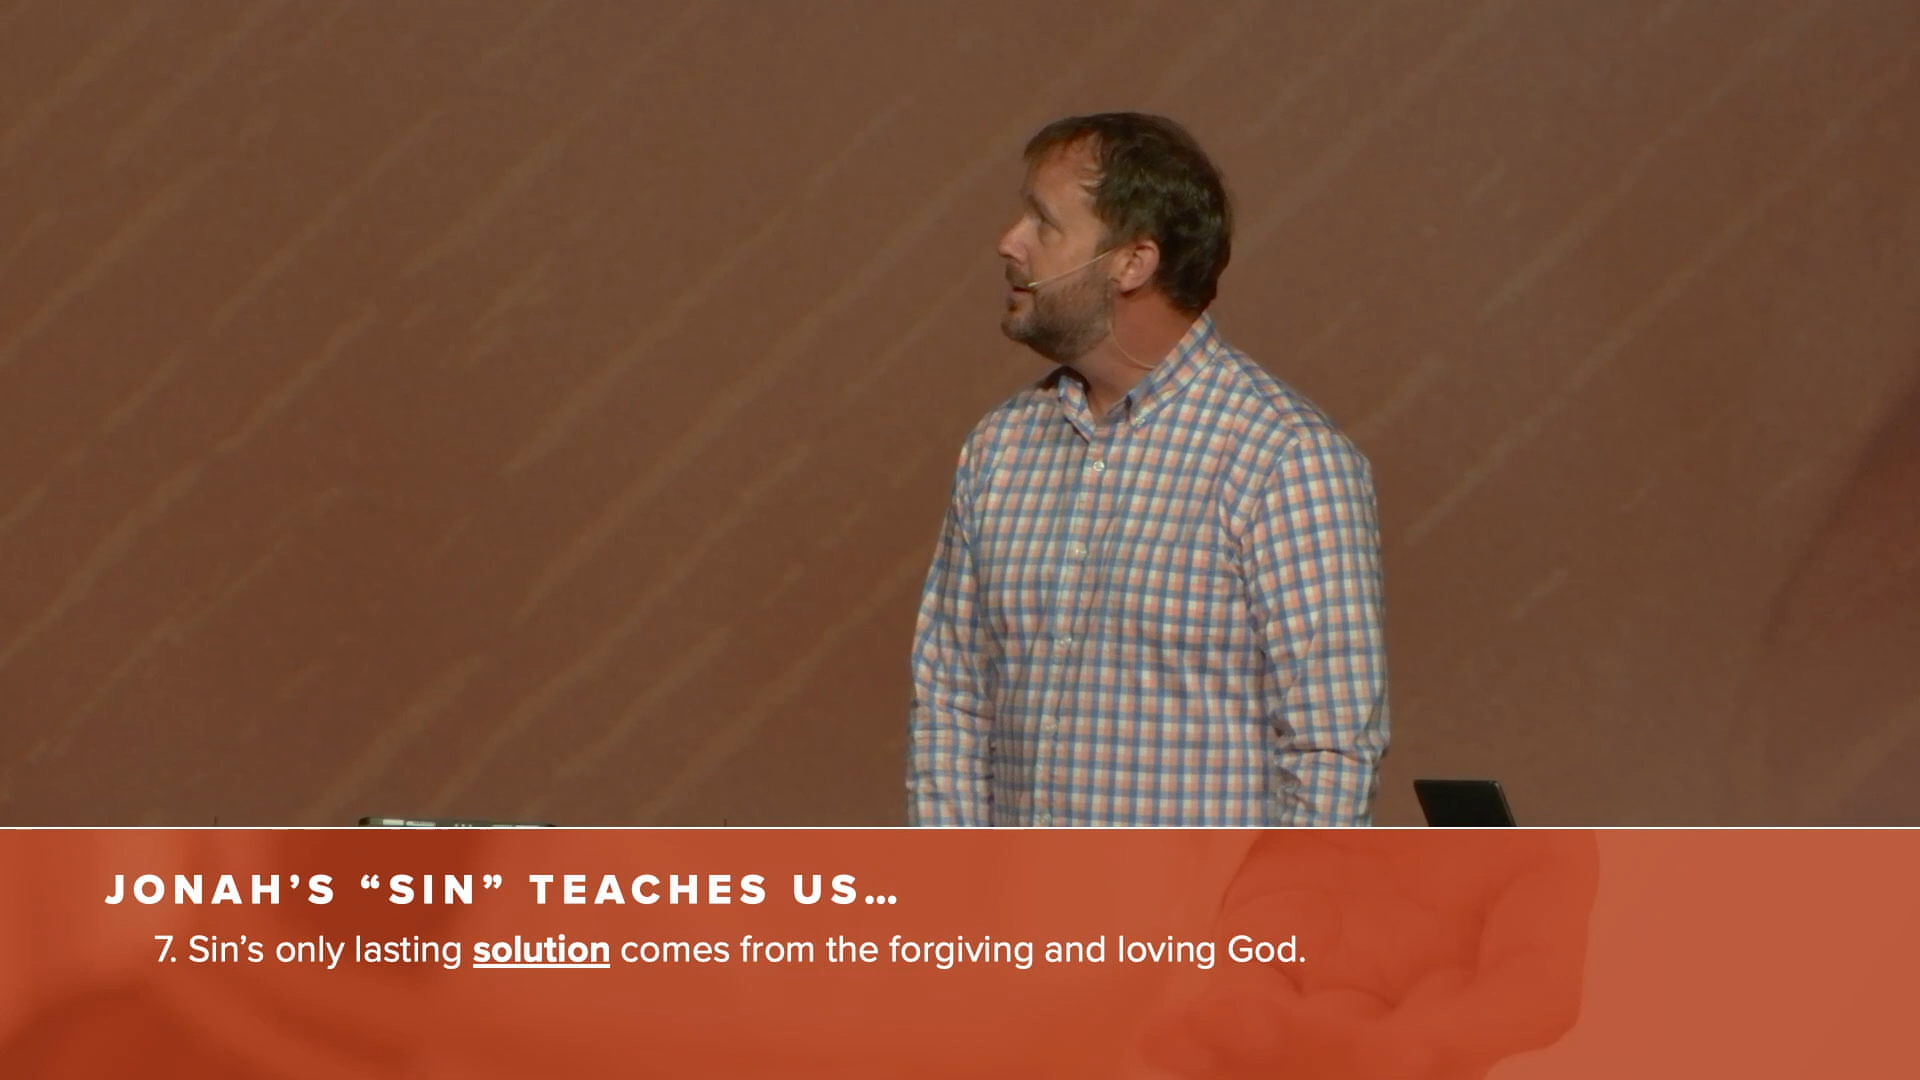 JONAH’S “SIN” TEACHES US…
7. Sin’s only lasting solution comes from the forgiving and loving God.